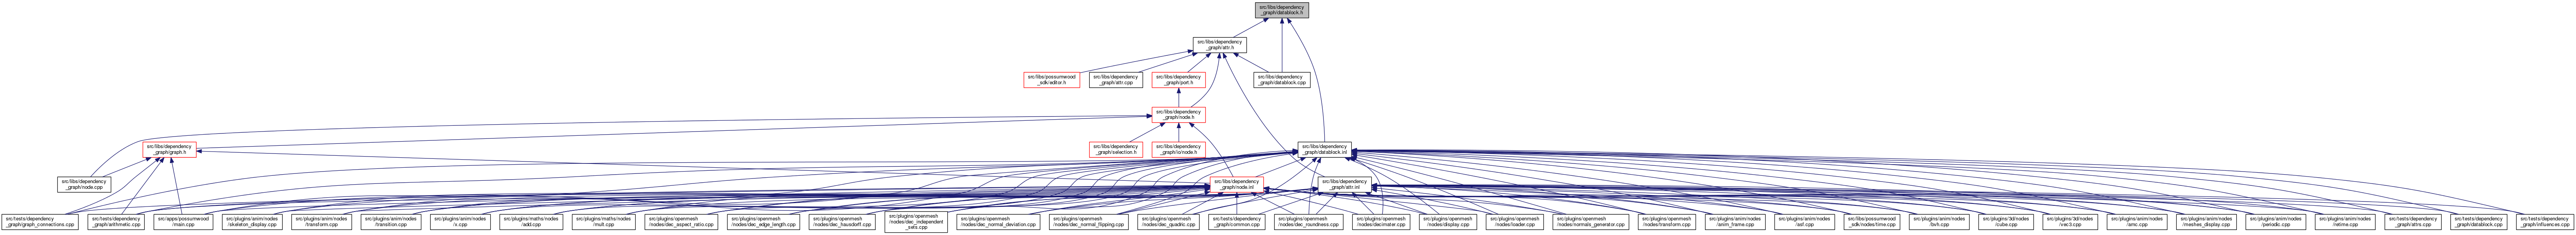 src/libs/dependency
_graph/datablock.h
src/libs/dependency
_graph/attr.h
src/libs/possumwood
_sdk/editor.h
src/libs/dependency
_graph/attr.cpp
src/libs/dependency
_graph/port.h
src/libs/dependency
_graph/datablock.cpp
src/libs/dependency
_graph/node.h
src/libs/dependency
_graph/graph.h
src/libs/dependency
_graph/selection.h
src/libs/dependency
_graph/io/node.h
src/libs/dependency
_graph/datablock.inl
src/libs/dependency
_graph/node.cpp
src/libs/dependency
_graph/node.inl
src/libs/dependency
_graph/attr.inl
src/tests/dependency
_graph/graph_connections.cpp
src/tests/dependency
_graph/arithmetic.cpp
src/apps/possumwood
/main.cpp
src/plugins/anim/nodes
/skeleton_display.cpp
src/plugins/anim/nodes
/transform.cpp
src/plugins/anim/nodes
/transition.cpp
src/plugins/anim/nodes
/x.cpp
src/plugins/maths/nodes
/add.cpp
src/plugins/maths/nodes
/mult.cpp
src/plugins/openmesh
/nodes/dec_aspect_ratio.cpp
src/plugins/openmesh
/nodes/dec_edge_length.cpp
src/plugins/openmesh
/nodes/dec_hausdorff.cpp
src/plugins/openmesh
/nodes/dec_independent
_sets.cpp
src/plugins/openmesh
/nodes/dec_normal_deviation.cpp
src/plugins/openmesh
/nodes/dec_normal_flipping.cpp
src/plugins/openmesh
/nodes/dec_quadric.cpp
src/tests/dependency
_graph/common.cpp
src/plugins/openmesh
/nodes/dec_roundness.cpp
src/plugins/openmesh
/nodes/decimater.cpp
src/plugins/openmesh
/nodes/display.cpp
src/plugins/openmesh
/nodes/loader.cpp
src/plugins/openmesh
/nodes/normals_generator.cpp
src/plugins/openmesh
/nodes/transform.cpp
src/plugins/anim/nodes
/anim_frame.cpp
src/plugins/anim/nodes
/asf.cpp
src/libs/possumwood
_sdk/nodes/time.cpp
src/plugins/anim/nodes
/bvh.cpp
src/plugins/3d/nodes
/cube.cpp
src/plugins/3d/nodes
/vec3.cpp
src/plugins/anim/nodes
/amc.cpp
src/plugins/anim/nodes
/meshes_display.cpp
src/plugins/anim/nodes
/periodic.cpp
src/plugins/anim/nodes
/retime.cpp
src/tests/dependency
_graph/attrs.cpp
src/tests/dependency
_graph/datablock.cpp
src/tests/dependency
_graph/influences.cpp